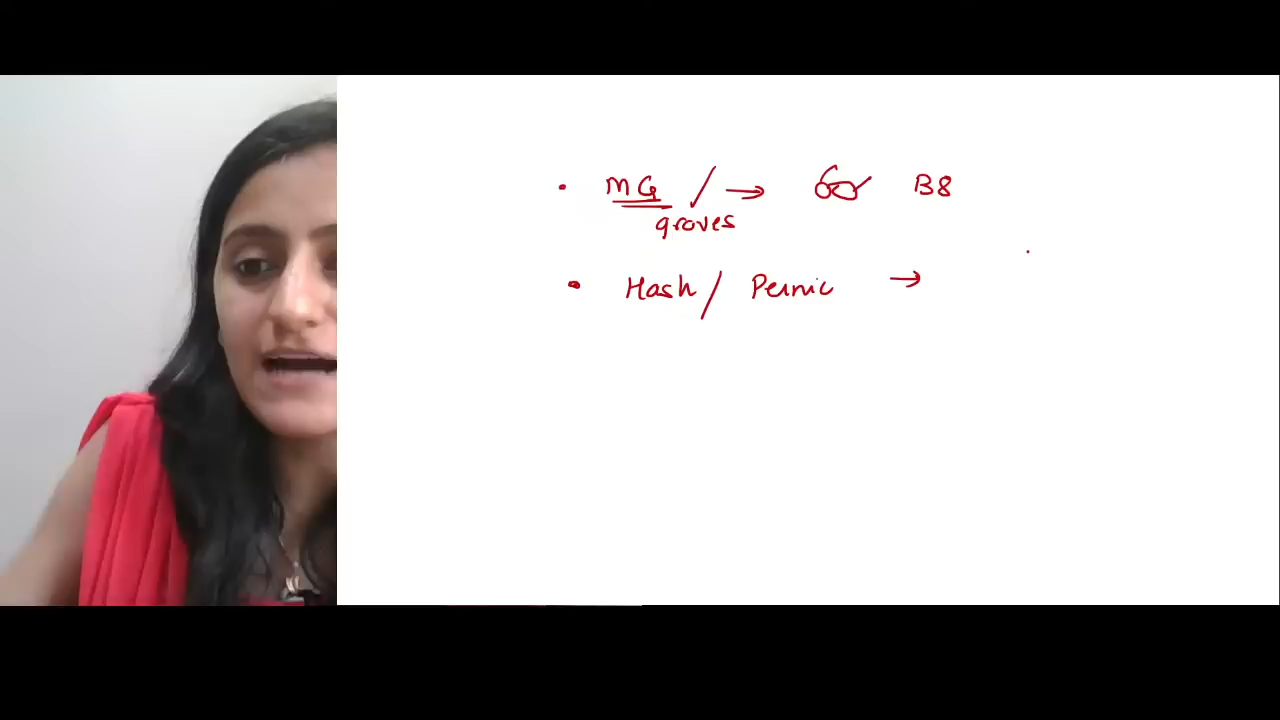 • MG / → B8
groves
• Hash / Pernic →